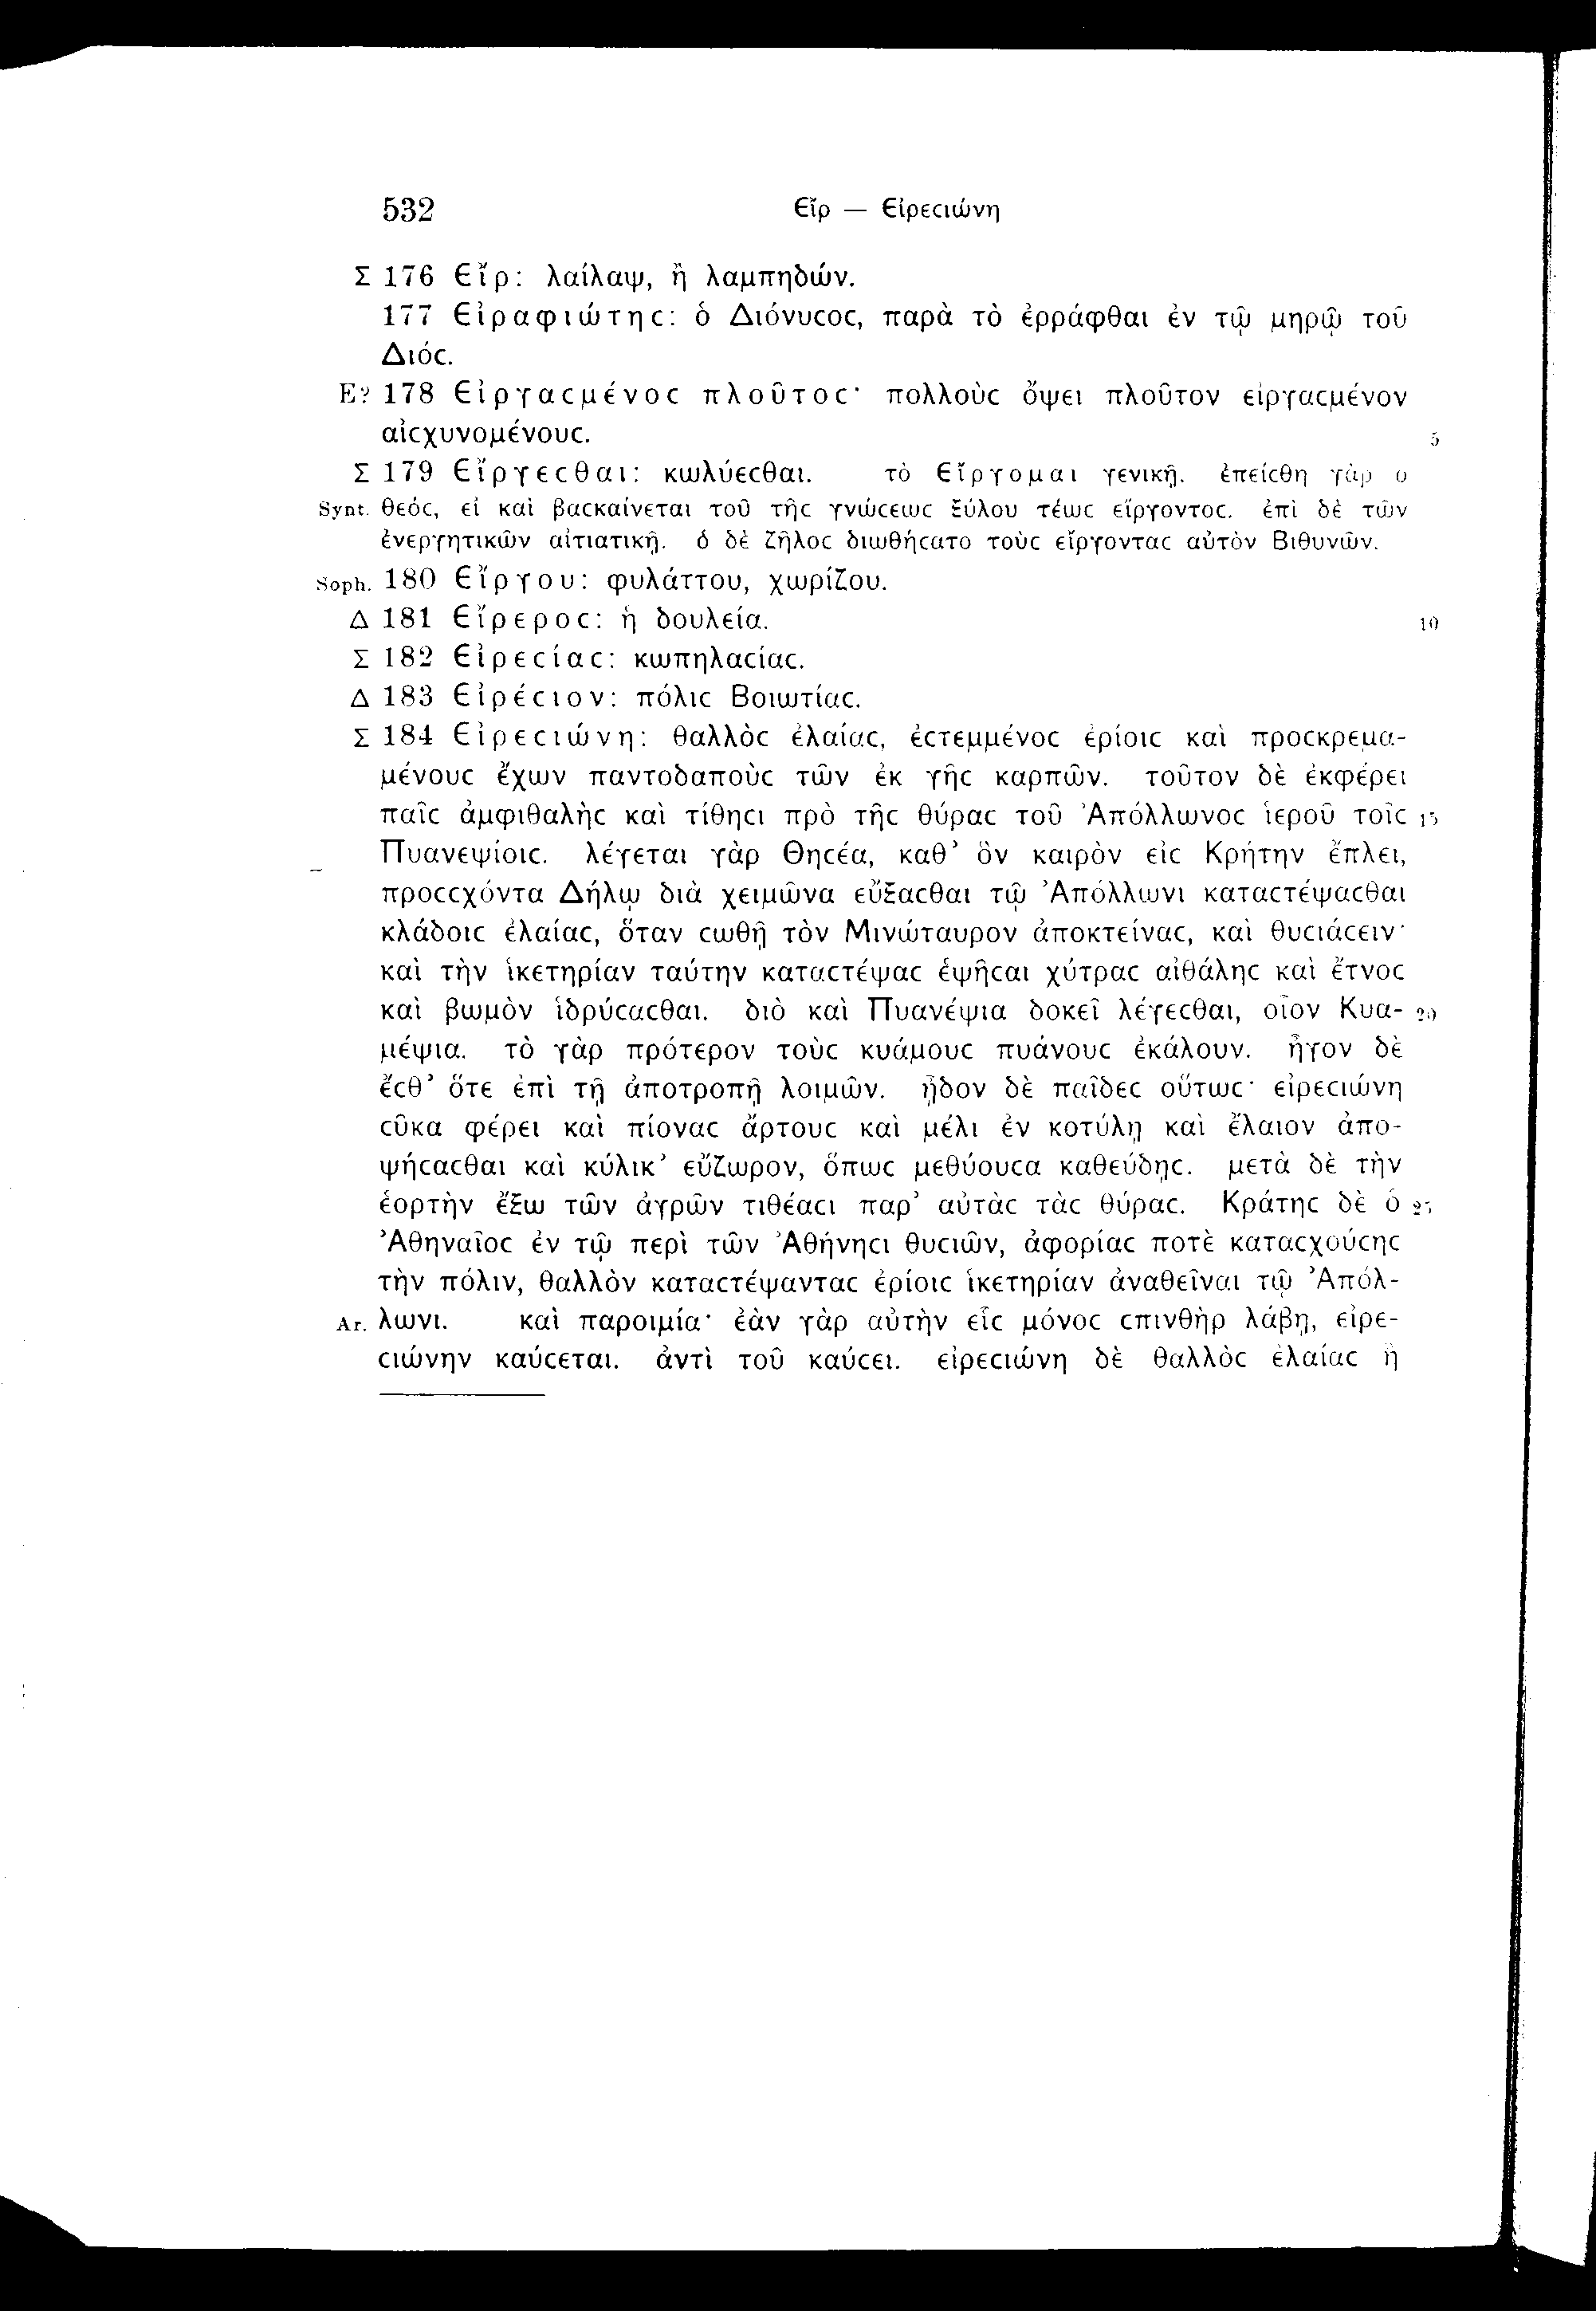 532 Εἴρ — Εἰρεϲιώνη
Σ 176 Εἴρ: λαίλαψ, ἢ λαμπηδών.
177 Εἰραφιώτηϲ: ὁ Διόνυϲοϲ, παρὰ τὸ ἐρράφθαι ἐν τῷ μηρῷ τοῦ
Διόϲ.
E? 178 Εἰργαϲμένοϲ πλοῦτοϲ· πολλοὺϲ ὄψει πλοῦτον εἰργαϲμένον
αἰϲχυνομένουϲ. 5
Σ 179 Εἴργεϲθαι: κωλύεϲθαι. τὸ Εἴργομαι γενικῇ. ἐπείϲθη γὰρ ὁ
Synt. θεόϲ, εἰ καὶ βαϲκαίνεται τοῦ τῆϲ γνώϲεωϲ ξύλου τέωϲ εἴργοντοϲ. ἐπὶ δὲ τῶν
ἐνεργητικῶν αἰτιατικῇ. ὁ δὲ ζῆλοϲ διωθήϲατο τοὺϲ εἴργονταϲ αὐτὸν Βιθυνῶν.
Soph. 180 Εἴργου: φυλάττου, χωρίζου.
Δ 181 Εἴρεροϲ: ἡ δουλεία. 10
Σ 182 Εἰρεϲίαϲ: κωπηλαϲίαϲ.
Δ 183 Εἰρέϲιον: πόλιϲ Βοιωτίαϲ.
Σ 184 Εἰρεϲιώνη: θαλλὸϲ ἐλαίαϲ, ἐϲτεμμένοϲ ἐρίοιϲ καὶ προϲκρεμα-
μένουϲ ἔχων παντοδαποὺϲ τῶν ἐκ γῆϲ καρπῶν. τοῦτον δὲ ἐκφέρει
παῖϲ ἀμφιθαλὴϲ καὶ τίθηϲι πρὸ τῆϲ θύραϲ τοῦ Ἀπόλλωνοϲ ἱεροῦ τοῖϲ 15
Πυανεψίοιϲ. λέγεται γὰρ Θηϲέα, καθ’ ὃν καιρὸν εἰϲ Κρήτην ἔπλει,
προϲϲχόντα Δήλῳ διὰ χειμῶνα εὔξαϲθαι τῷ Ἀπόλλωνι καταϲτέψαϲθαι
κλάδοιϲ ἐλαίαϲ, ὅταν ϲωθῇ τὸν Μινώταυρον ἀποκτείναϲ, καὶ θυϲιάϲειν·
καὶ τὴν ἱκετηρίαν ταύτην καταϲτέψαϲ ἑψῆϲαι χύτραϲ αἰθάληϲ καὶ ἔτνοϲ
καὶ βωμὸν ἱδρύϲαϲθαι. διὸ καὶ Πυανέψια δοκεῖ λέγεϲθαι, οἷον Κυα- 20
μέψια. τὸ γὰρ πρότερον τοὺϲ κυάμουϲ πυάνουϲ ἐκάλουν. ἦγον δὲ
ἔϲθ’ ὅτε ἐπὶ τῇ ἀποτροπῇ λοιμῶν. ᾖδον δὲ παῖδεϲ οὕτωϲ· εἰρεϲιώνη
ϲῦκα φέρει καὶ πίοναϲ ἄρτουϲ καὶ μέλι ἐν κοτύλῃ καὶ ἔλαιον ἀπο-
ψήϲαϲθαι καὶ κύλικ’ εὔζωρον, ὅπωϲ μεθύουϲα καθεύδῃϲ. μετὰ δὲ τὴν
ἑορτὴν ἔξω τῶν ἀγρῶν τιθέαϲι παρ’ αὐτὰϲ τὰϲ θύραϲ. Κράτηϲ δὲ ὁ 25
Ἀθηναῖοϲ ἐν τῷ περὶ τῶν Ἀθήνηϲι θυϲιῶν, ἀφορίαϲ ποτὲ καταϲχούϲηϲ
τὴν πόλιν, θαλλὸν καταϲτέψανταϲ ἐρίοιϲ ἱκετηρίαν ἀναθεῖναι τῷ Ἀπόλ-
Ar. λωνι. καὶ παροιμία· ἐὰν γὰρ αὐτὴν εἷϲ μόνοϲ ϲπινθὴρ λάβῃ, εἰρε-
ϲιώνην καύϲεται. ἀντὶ τοῦ καύϲει. εἰρεϲιώνη δὲ θαλλὸϲ ἐλαίαϲ ἢ